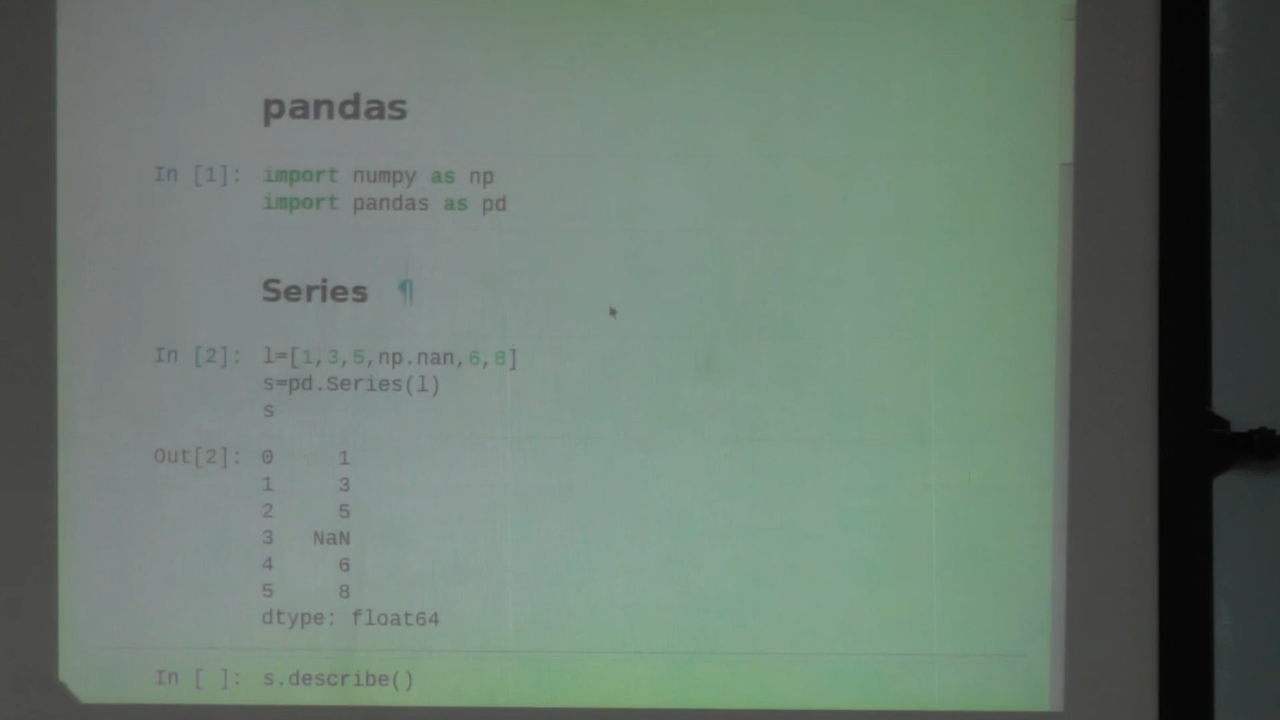 pandas
In [1]: import numpy as np
import pandas as pd
Series ¶
In [2]: l=[1,3,5,np.nan,6,8]
s=pd.Series(l)
s
Out[2]: 0 1
1 3
2 5
3 NaN
4 6
5 8
dtype: float64
In [ ]: s.describe()